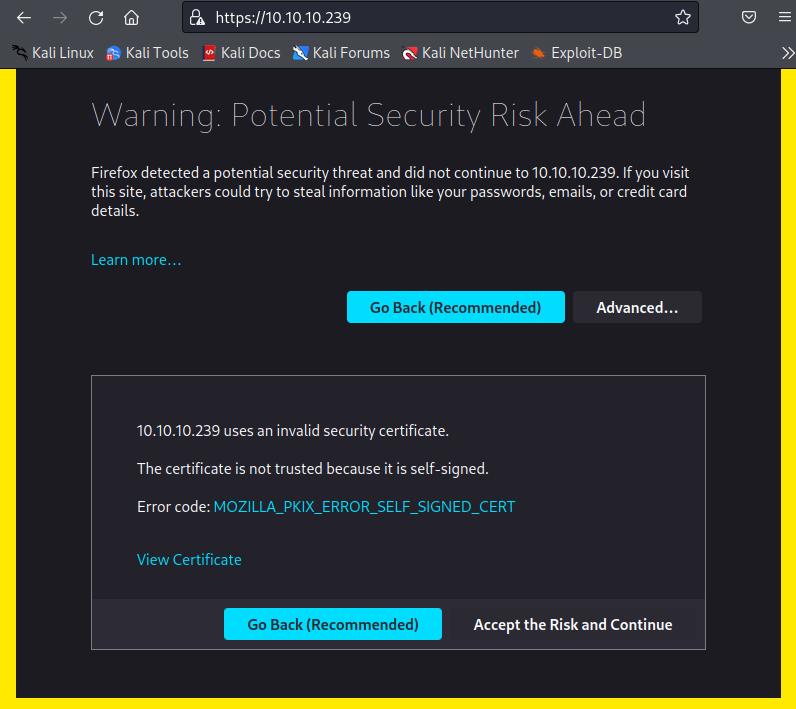 https://10.10.10.239
Kali Linux Kali Tools Kali Docs Kali Forums Kali NetHunter Exploit-DB
Warning: Potential Security Risk Ahead
Firefox detected a potential security threat and did not continue to 10.10.10.239. If you visit
this site, attackers could try to steal information like your passwords, emails, or credit card
details.
Learn more…
Go Back (Recommended) Advanced…
10.10.10.239 uses an invalid security certificate.
The certificate is not trusted because it is self-signed.
Error code: MOZILLA_PKIX_ERROR_SELF_SIGNED_CERT
View Certificate
Go Back (Recommended) Accept the Risk and Continue